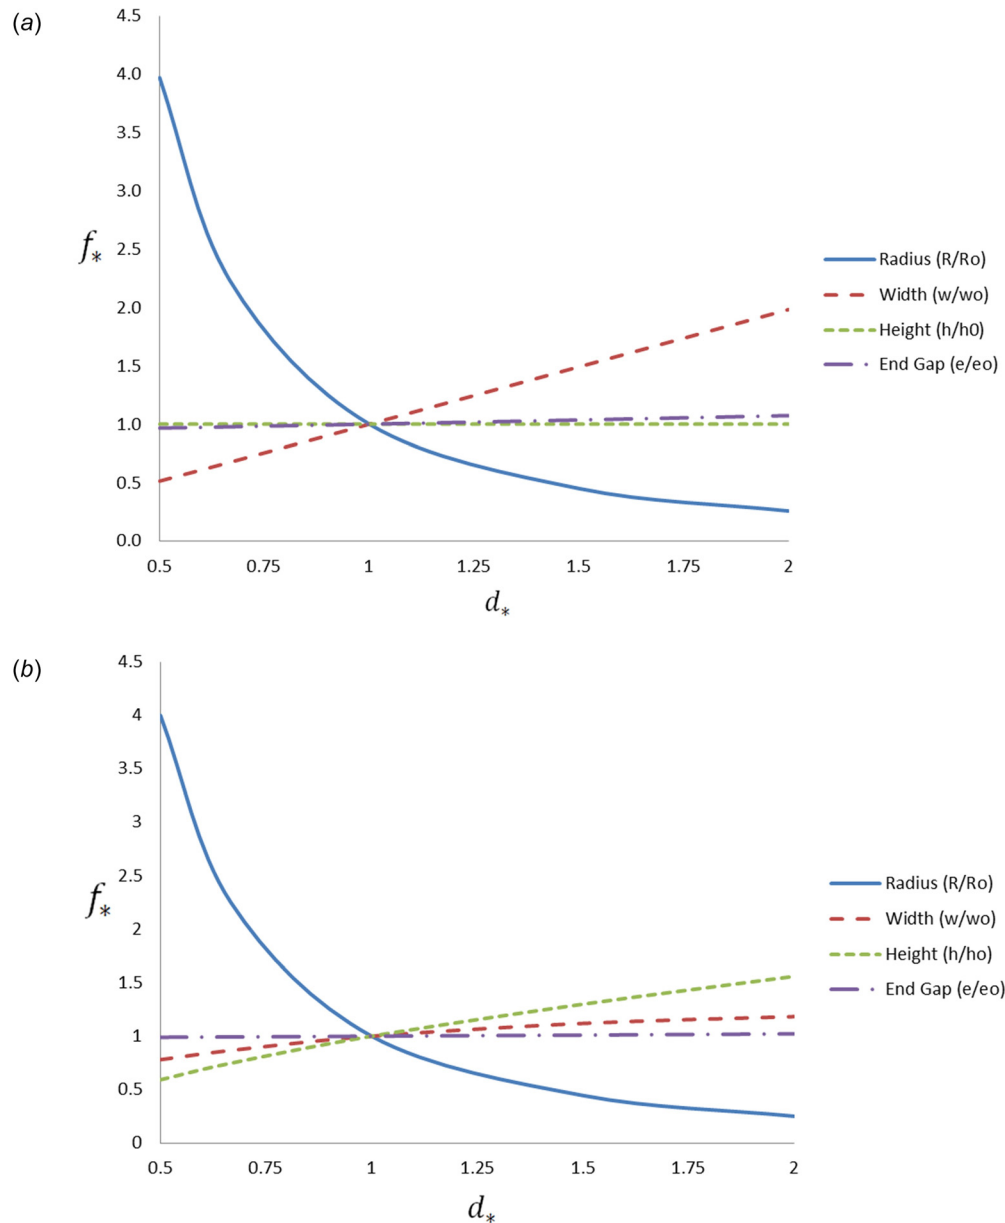 (a)
4.5
4.0
3.5
3.0
2.5
2.0
1.5
1.0
0.5
0.0
f*
0.5 0.75 1 1.25 1.5 1.75 2
d*
Radius (R/Ro)
Width (w/wo)
Height (h/h0)
End Gap (e/eo)
(b)
4.5
4
3.5
3
2.5
2
1.5
1
0.5
0
f*
0.5 0.75 1 1.25 1.5 1.75 2
d*
Radius (R/Ro)
Width (w/wo)
Height (h/ho)
End Gap (e/eo)